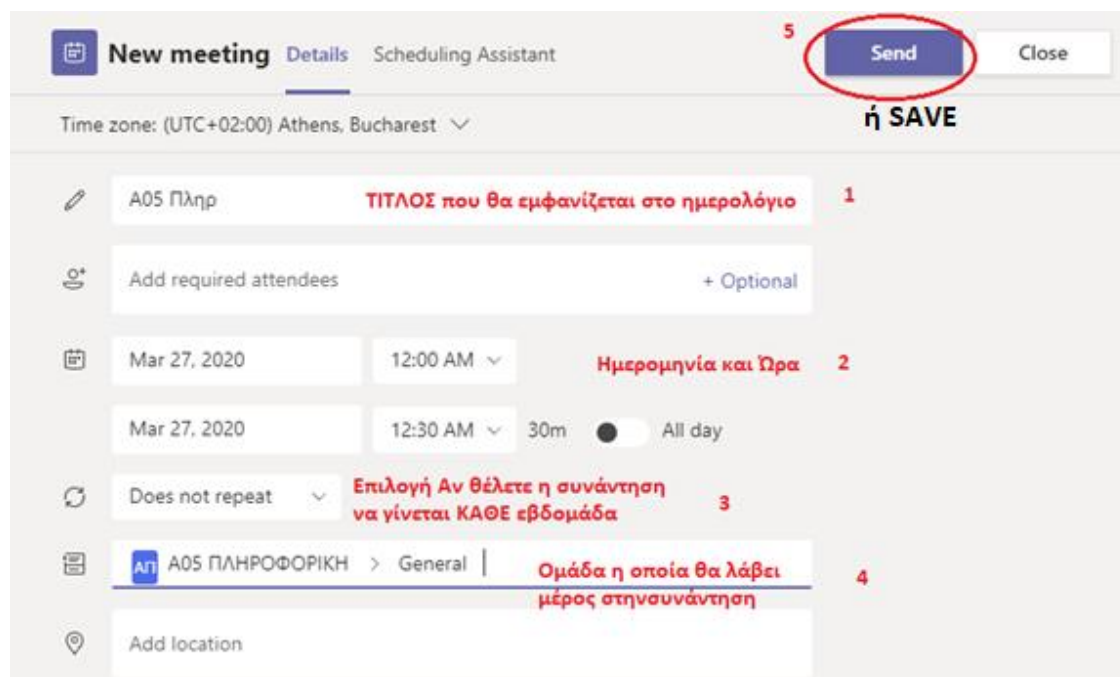 5
New meeting Details Scheduling Assistant Send Close
Time zone: (UTC+02:00) Athens, Bucharest ή SAVE
A05 Πληρ ΤΙΤΛΟΣ που θα εμφανίζεται στο ημερολόγιο 1
Add required attendees + Optional
Mar 27, 2020 12:00 AM Ημερομηνία και Ώρα 2
Mar 27, 2020 12:30 AM 30m All day
Does not repeat Επιλογή Αν θέλετε η συνάντηση
να γίνεται ΚΑΘΕ εβδομάδα 3
ΑΠ A05 ΠΛΗΡΟΦΟΡΙΚΗ > General Ομάδα η οποία θα λάβει 4
μέρος στηνσυνάντηση
Add location